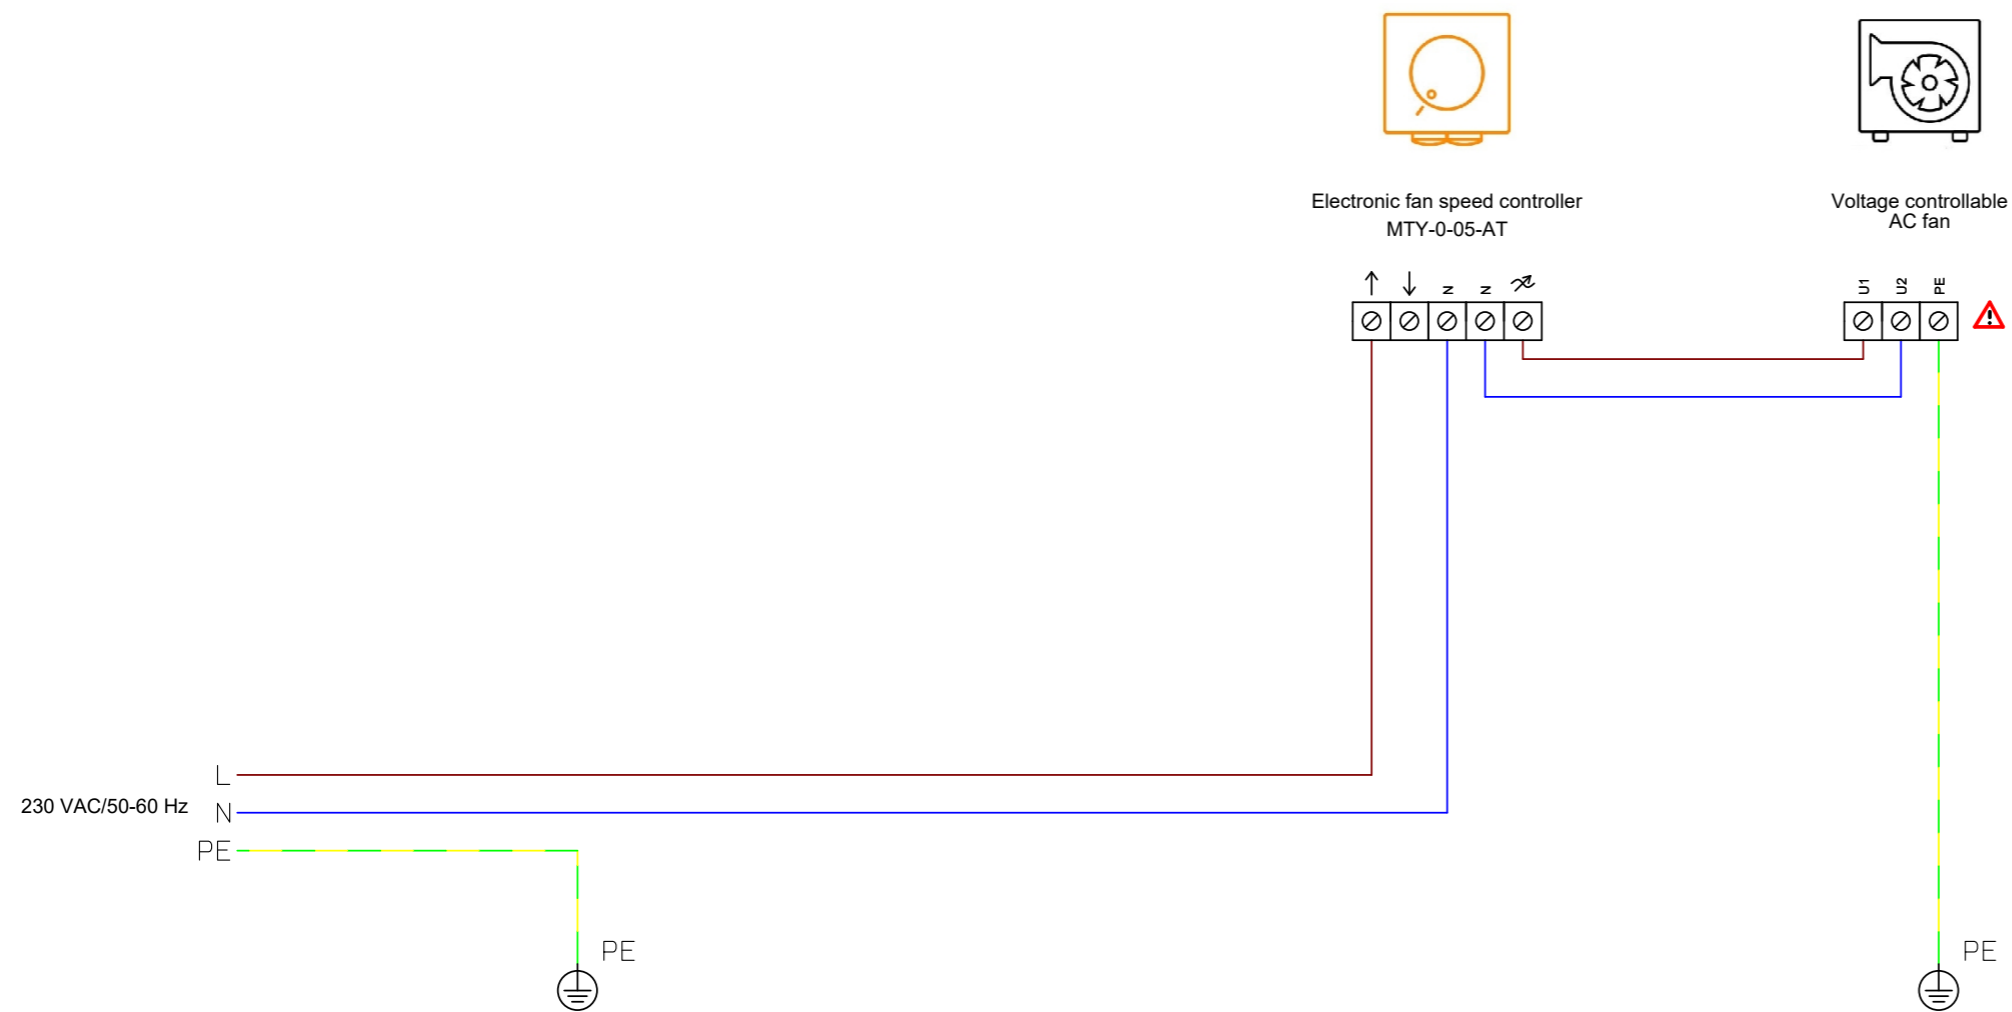 Electronic fan speed controller
MTY-0-05-AT
Voltage controllable
AC fan
↑ ↓ N N
U1 U2 PE
L
230 VAC/50-60 Hz N
PE
PE
PE